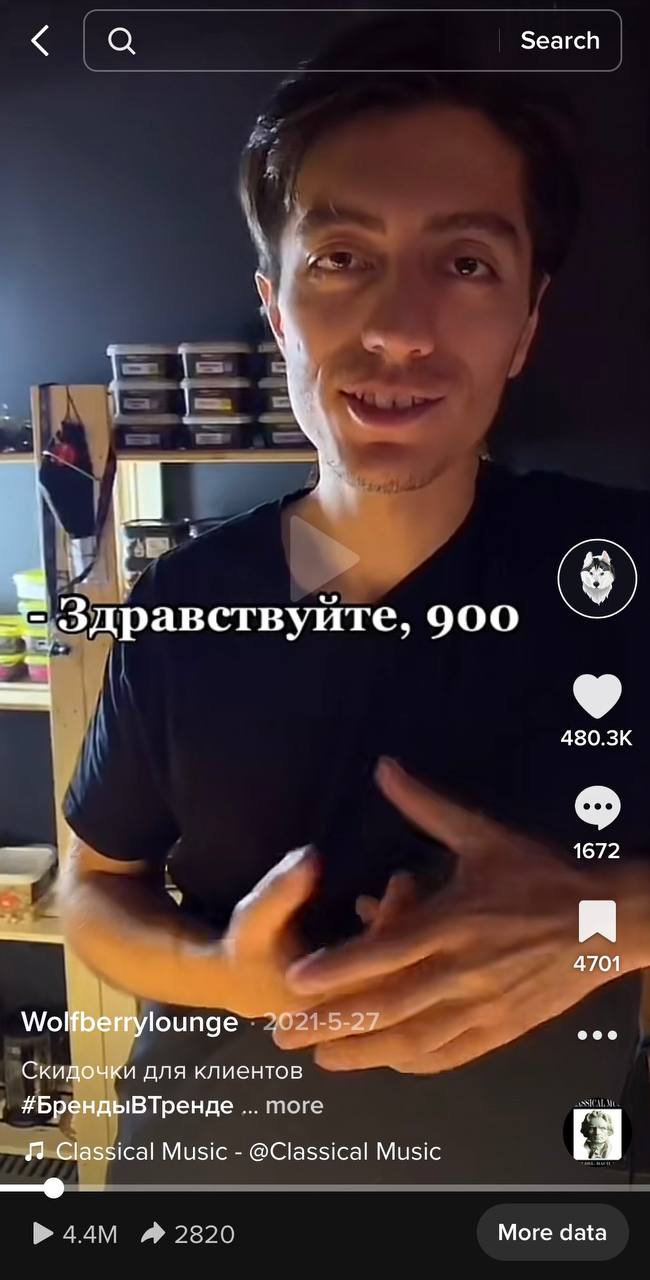 Search
- Здравствуйте, 900
480.3K
1672
4701
Wolfberrylounge · 2021-5-27
Скидочки для клиентов
#БрендыВТренде ... more
Classical Music - @Classical Music
4.4M 2820
More data